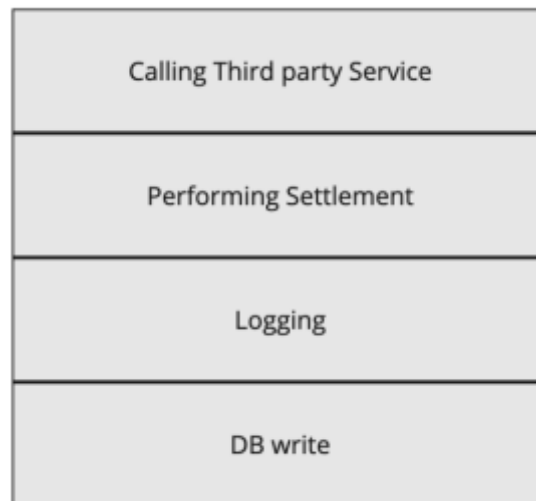 Calling Third party Service
Performing Settlement
Logging
DB write